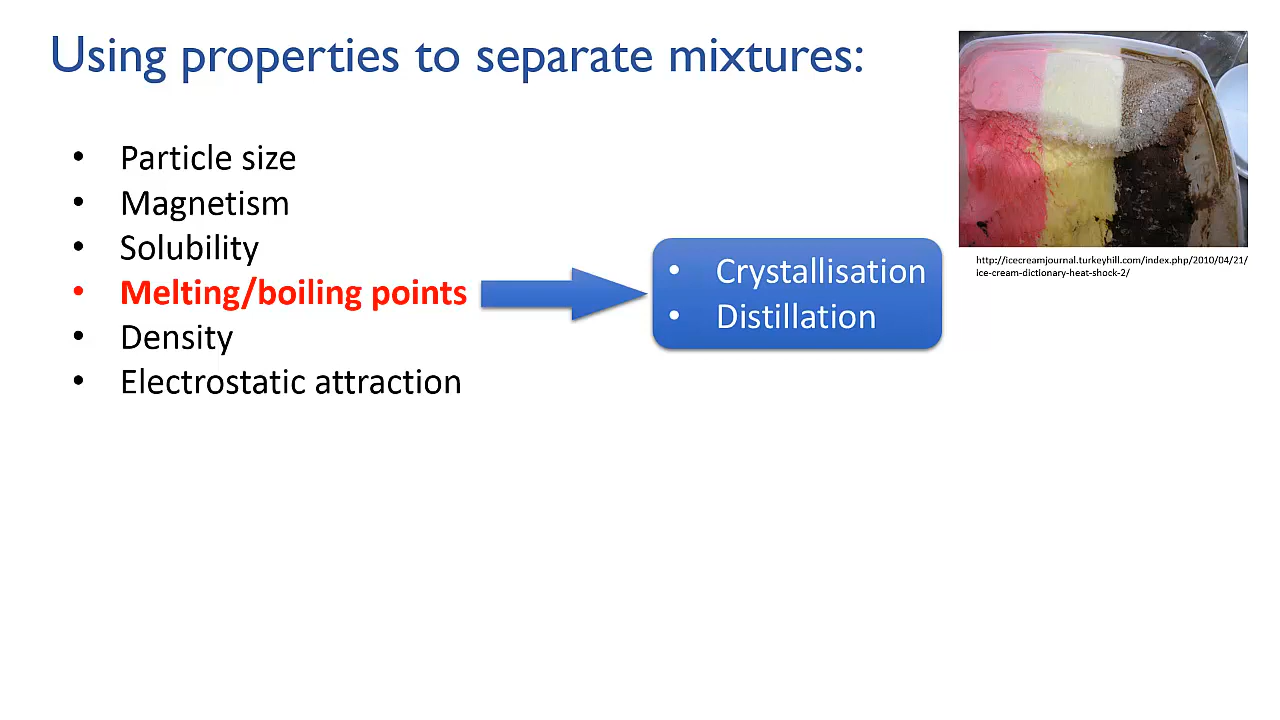 Using properties to separate mixtures:
• Particle size
• Magnetism
• Solubility
• Melting/boiling points
• Density
• Electrostatic attraction
• Crystallisation
• Distillation
http://icecreamjournal.turkeyhill.com/index.php/2010/04/21/
ice-cream-dictionary-heat-shock-2/